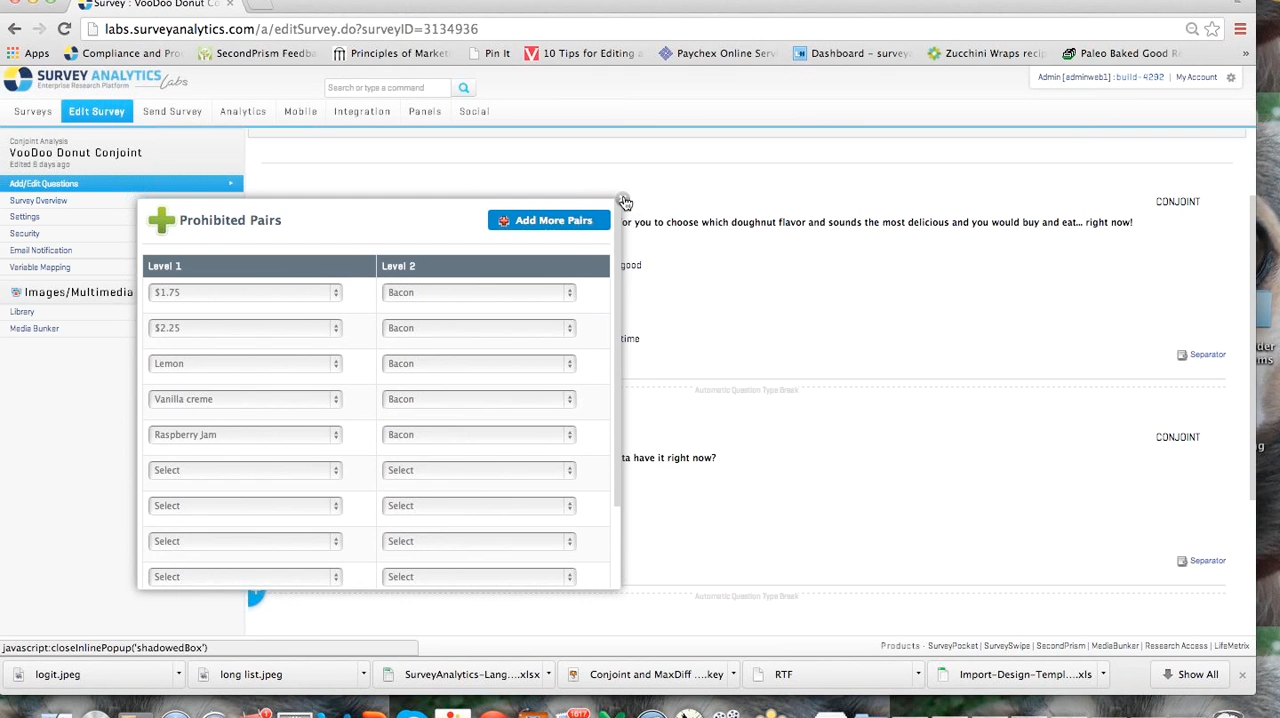 Survey : VooDoo Donut Co
labs.surveyanalytics.com/a/editSurvey.do?surveyID=3134936
Apps
Compliance and Pro
SecondPrism Feedba
Principles of Market
Pin It
10 Tips for Editing
Paychex Online Serv
Dashboard - survey
Zucchini Wraps reci
Paleo Baked Good R
»
SURVEY ANALYTICS Labs
Enterprise Research Platform
Search or type a command
Admin [adminweb1] :build-4292 | My Account
Surveys
Edit Survey
Send Survey
Analytics
Mobile
Integration
Panels
Social
Conjoint Analysis
VooDoo Donut Conjoint
Edited 6 days ago
Add/Edit Questions
Survey Overview
Settings
Security
Email Notification
Variable Mapping
Images/Multimedia
Library
Media Bunker
Prohibited Pairs
Add More Pairs
Level 1 Level 2
$1.75 Bacon
$2.25 Bacon
Lemon Bacon
Vanilla creme Bacon
Raspberry Jam Bacon
Select Select
Select Select
Select Select
Select Select
CONJOINT
or you to choose which doughnut flavor and sounds the most delicious and you would buy and eat... right now!
good
time
Separator
Automatic Question Type Break
CONJOINT
ta have it right now?
Separator
Automatic Question Type Break
javascript:closeInlinePopup('shadowedBox')
Products - SurveyPocket | SurveySwipe | SecondPrism | MediaBunker | Research Access | LifeMetrix
logit.jpeg
long list.jpeg
SurveyAnalytics-Lang....xlsx
Conjoint and MaxDiff ....key
RTF
Import-Design-Templ....xls
Show All
1617